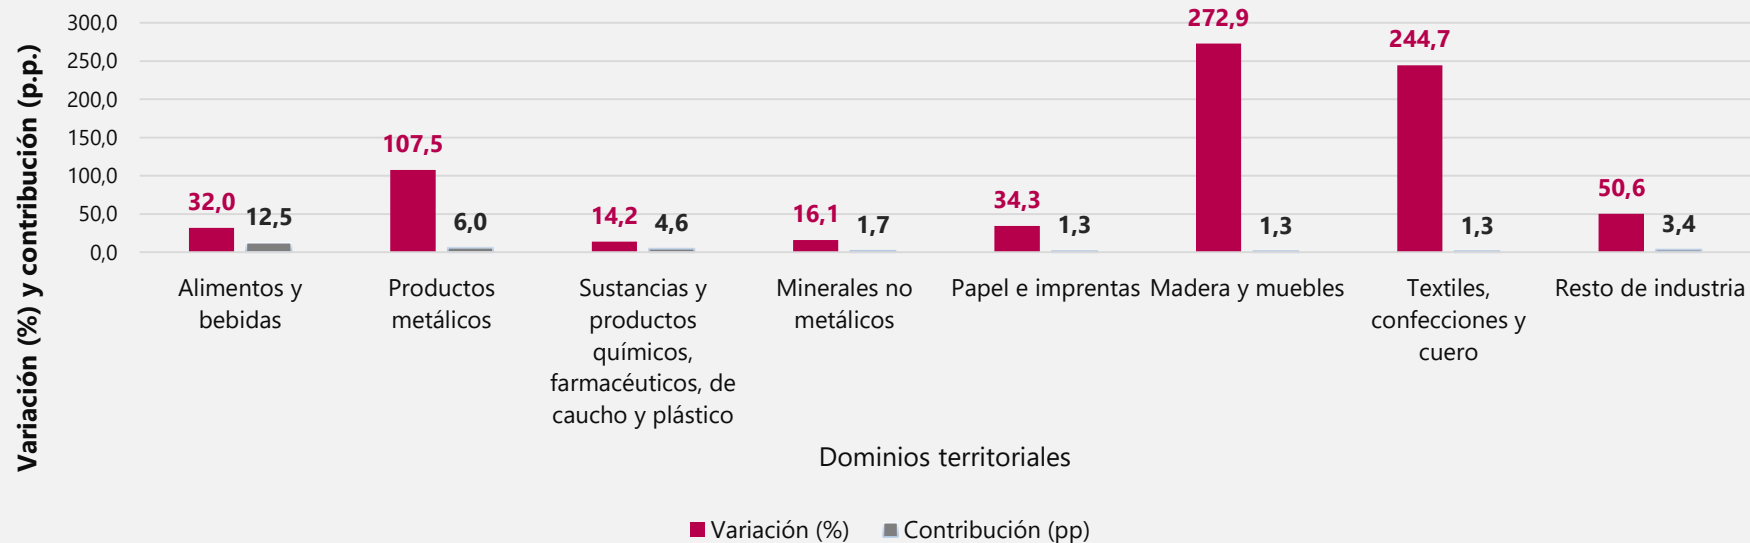 Variación (%) y contribución (p.p.)
300,0
250,0
200,0
150,0
100,0
50,0
0,0
32,0
12,5
107,5
6,0
14,2
4,6
16,1
1,7
34,3
1,3
272,9
1,3
244,7
1,3
50,6
3,4
Alimentos y
bebidas
Productos
metálicos
Sustancias y
productos
químicos,
farmacéuticos, de
caucho y plástico
Minerales no
metálicos
Papel e imprentas
Madera y muebles
Textiles,
confecciones y
cuero
Resto de industria
Dominios territoriales
Variación (%)
Contribución (pp)